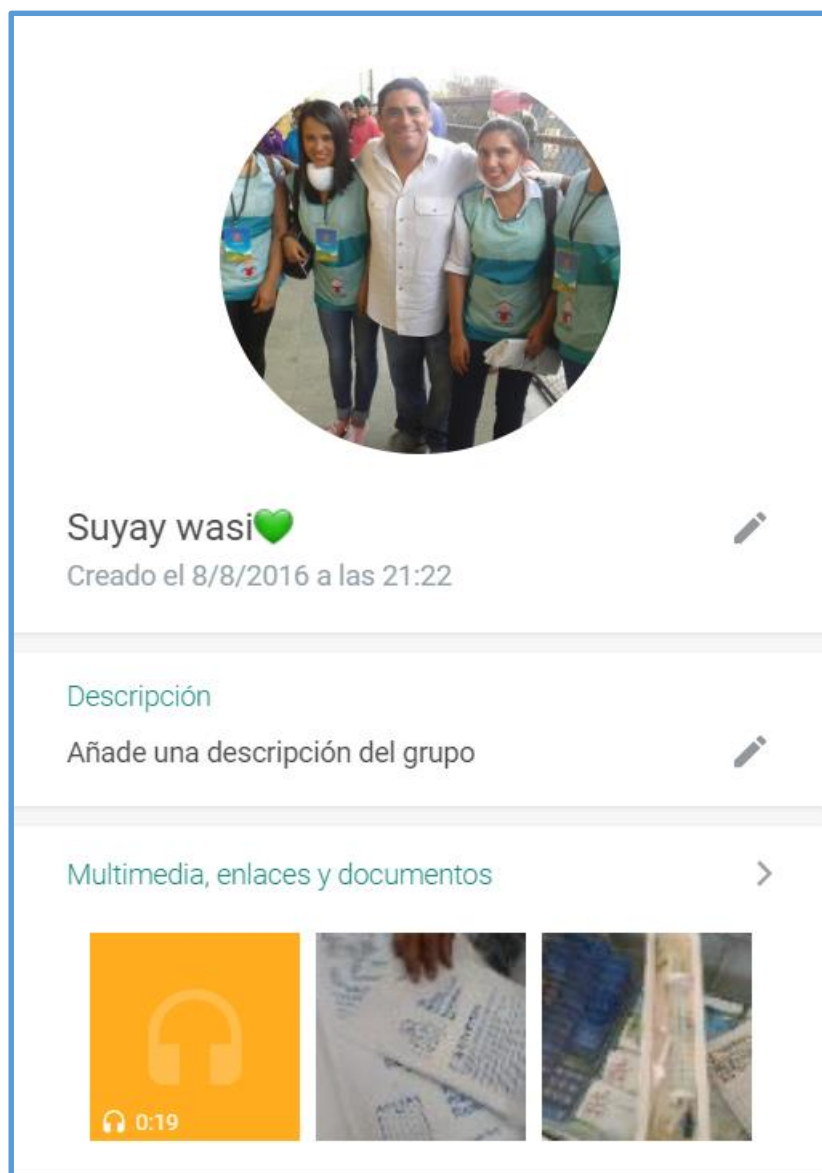 Suyay wasi💚
Creado el 8/8/2016 a las 21:22
Descripción
Añade una descripción del grupo
Multimedia, enlaces y documentos
0:19